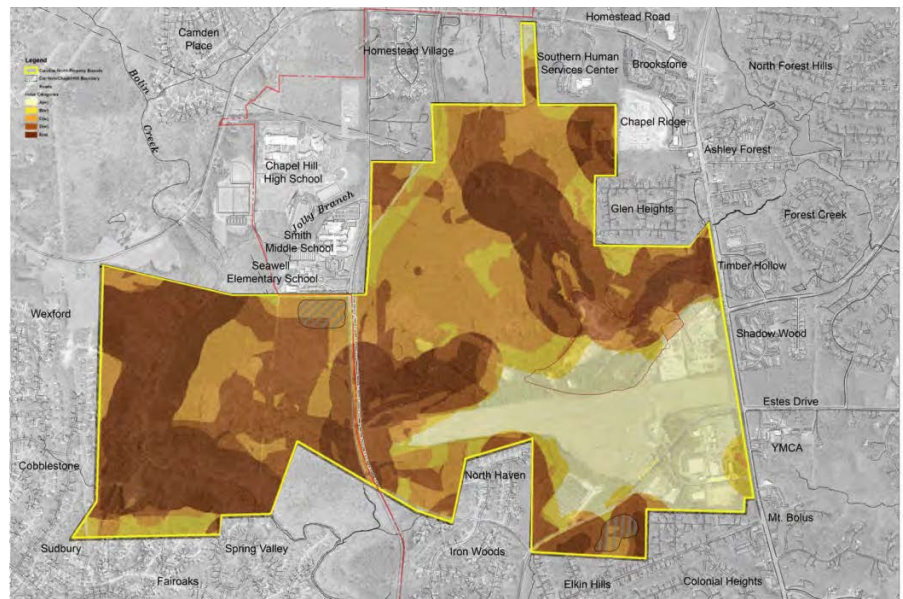 Homestead Road
Camden
Place
Homestead Village
Southern Human
Services Center
Brookstone
North Forest Hills
Legend
Bolin
Creek
Chapel Ridge
Ashley Forest
Chapel Hill
High School
Jolly Branch
Glen Heights
Forest Creek
Smith
Middle School
Seawell
Elementary School
Timber Hollow
Wexford
Shadow Wood
Estes Drive
YMCA
Cobblestone
North Haven
Mt. Bolus
Sudbury
Spring Valley
Iron Woods
Fairoaks
Elkin Hills
Colonial Heights